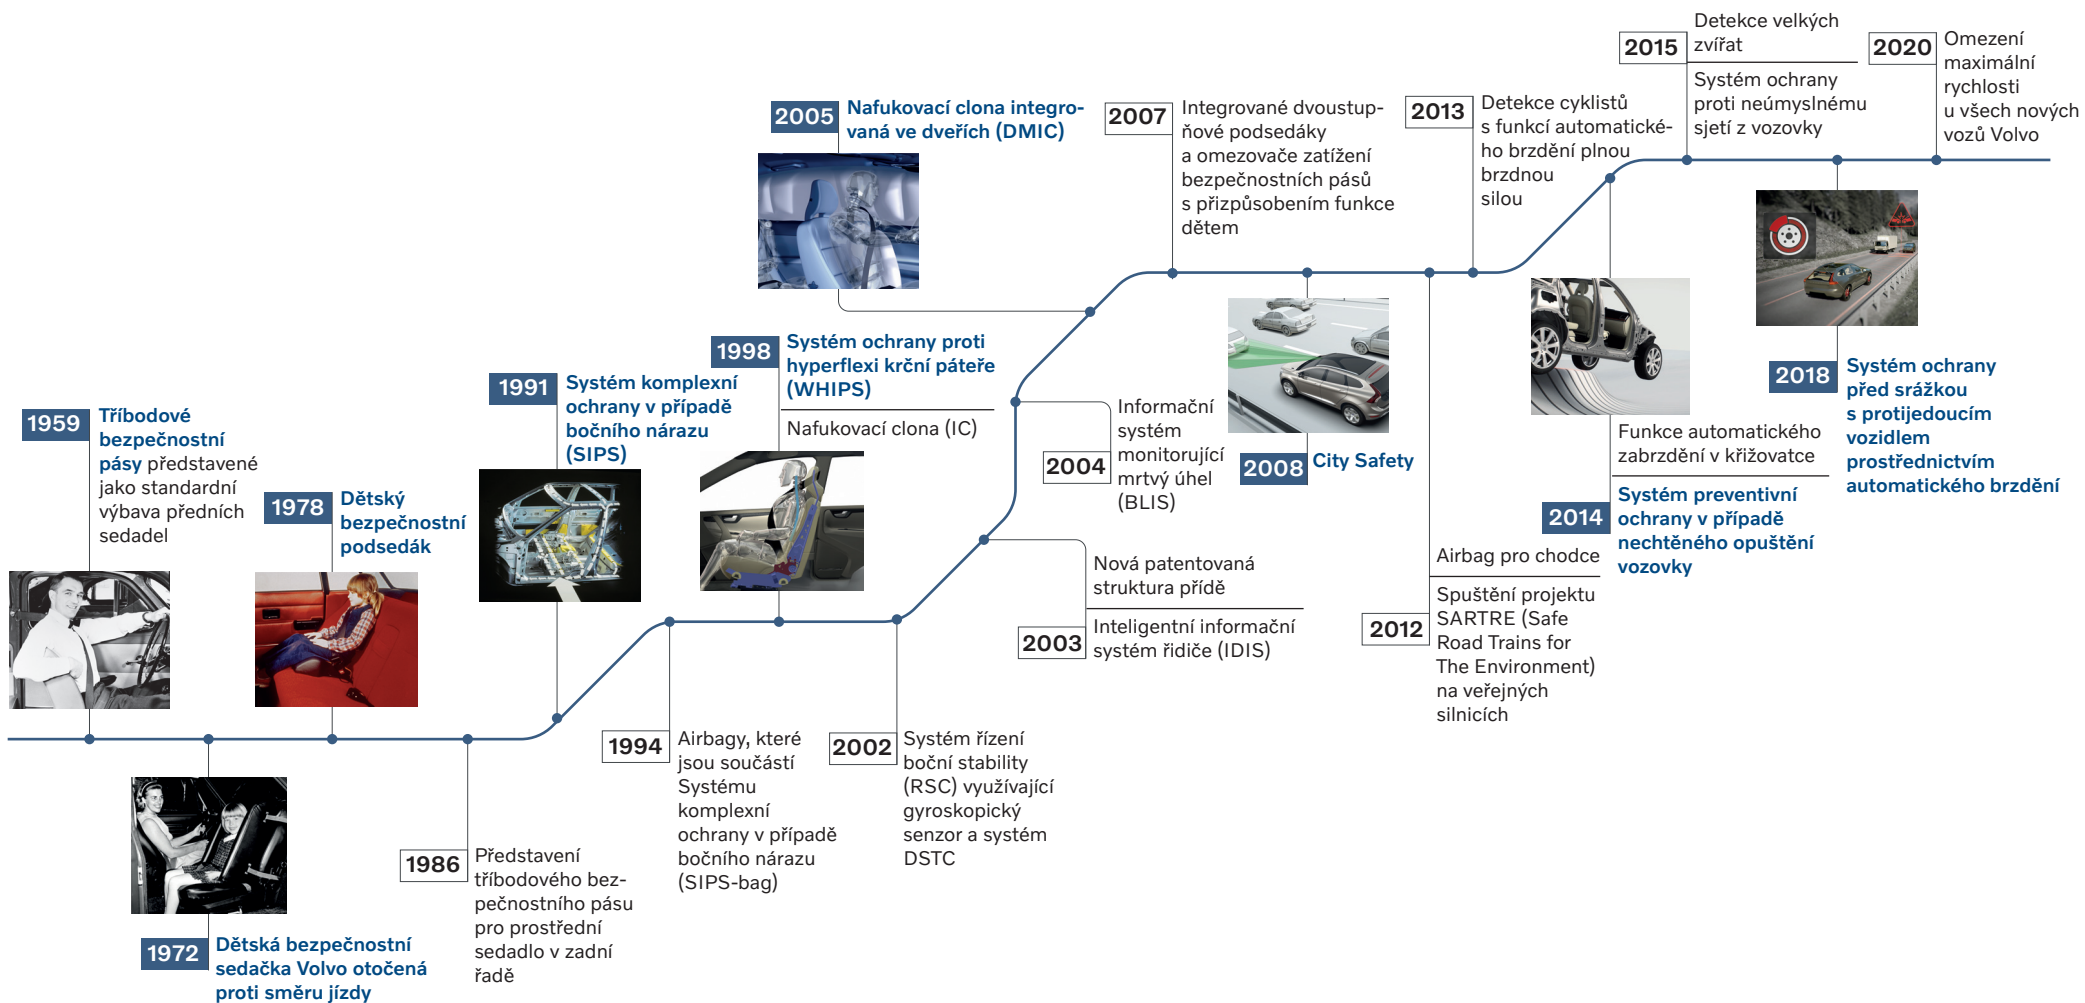 1959
Tříbodové
bezpečnostní
pásy představené
jako standardní
výbava předních
sedadel
1972
Dětská bezpečnostní
sedačka Volvo otočená
proti směru jízdy
1978
Dětský
bezpečnostní
podsedák
1986
Představení
tříbodového bez-
pečnostního pásu
pro prostřední
sedadlo v zadní
řadě
1991
Systém komplexní
ochrany v případě
bočního nárazu
(SIPS)
1994
Airbagy, které
jsou součástí
Systému
komplexní
ochrany v případě
bočního nárazu
(SIPS-bag)
1998
Systém ochrany proti
hyperflexi krční páteře
(WHIPS)
Nafukovací clona (IC)
2002
Systém řízení
boční stability
(RSC) využívající
gyroskopický
senzor a systém
DSTC
2003
Nová patentovaná
struktura přídě
Inteligentní informační
systém řidiče (IDIS)
2004
Informační
systém
monitorující
mrtvý úhel
(BLIS)
2005
Nafukovací clona integro-
vaná ve dveřích (DMIC)
2007
Integrované dvoustup-
ňové podsedáky
a omezovače zatížení
bezpečnostních pásů
s přizpůsobením funkce
dětem
2008
City Safety
2012
Airbag pro chodce
Spuštění projektu
SARTRE (Safe
Road Trains for
The Environment)
na veřejných
silnicích
2013
Detekce cyklistů
s funkcí automatické-
ho brzdění plnou
brzdnou
silou
2014
Funkce automatického
zabrzdění v křižovatce
Systém preventivní
ochrany v případě
nechtěného opuštění
vozovky
2015
Detekce velkých
zvířat
Systém ochrany
proti neúmyslnému
sjetí z vozovky
2018
Systém ochrany
před srážkou
s protijedoucím
vozidlem
prostřednictvím
automatického brzdění
2020
Omezení
maximální
rychlosti
u všech nových
vozů Volvo